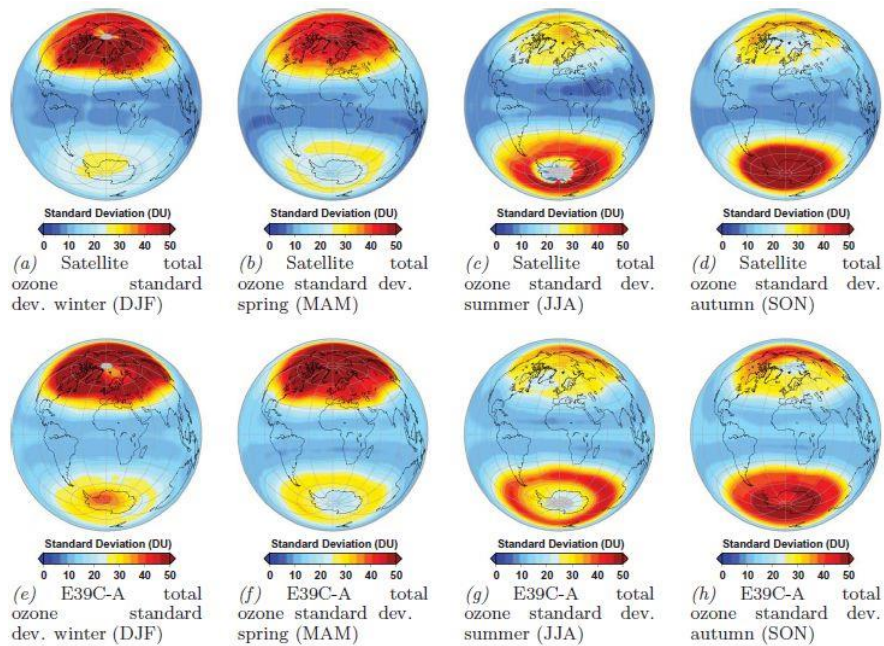 Standard Deviation (DU)
0 10 20 30 40 50
(a) Satellite total
ozone standard
dev. winter (DJF)
Standard Deviation (DU)
0 10 20 30 40 50
(b) Satellite total
ozone standard dev.
spring (MAM)
Standard Deviation (DU)
0 10 20 30 40 50
(c) Satellite total
ozone standard dev.
summer (JJA)
Standard Deviation (DU)
0 10 20 30 40 50
(d) Satellite total
ozone standard dev.
autumn (SON)
Standard Deviation (DU)
0 10 20 30 40 50
(e) E39C-A total
ozone standard
dev. winter (DJF)
Standard Deviation (DU)
0 10 20 30 40 50
(f) E39C-A total
ozone standard dev.
spring (MAM)
Standard Deviation (DU)
0 10 20 30 40 50
(g) E39C-A total
ozone standard dev.
summer (JJA)
Standard Deviation (DU)
0 10 20 30 40 50
(h) E39C-A total
ozone standard dev.
autumn (SON)